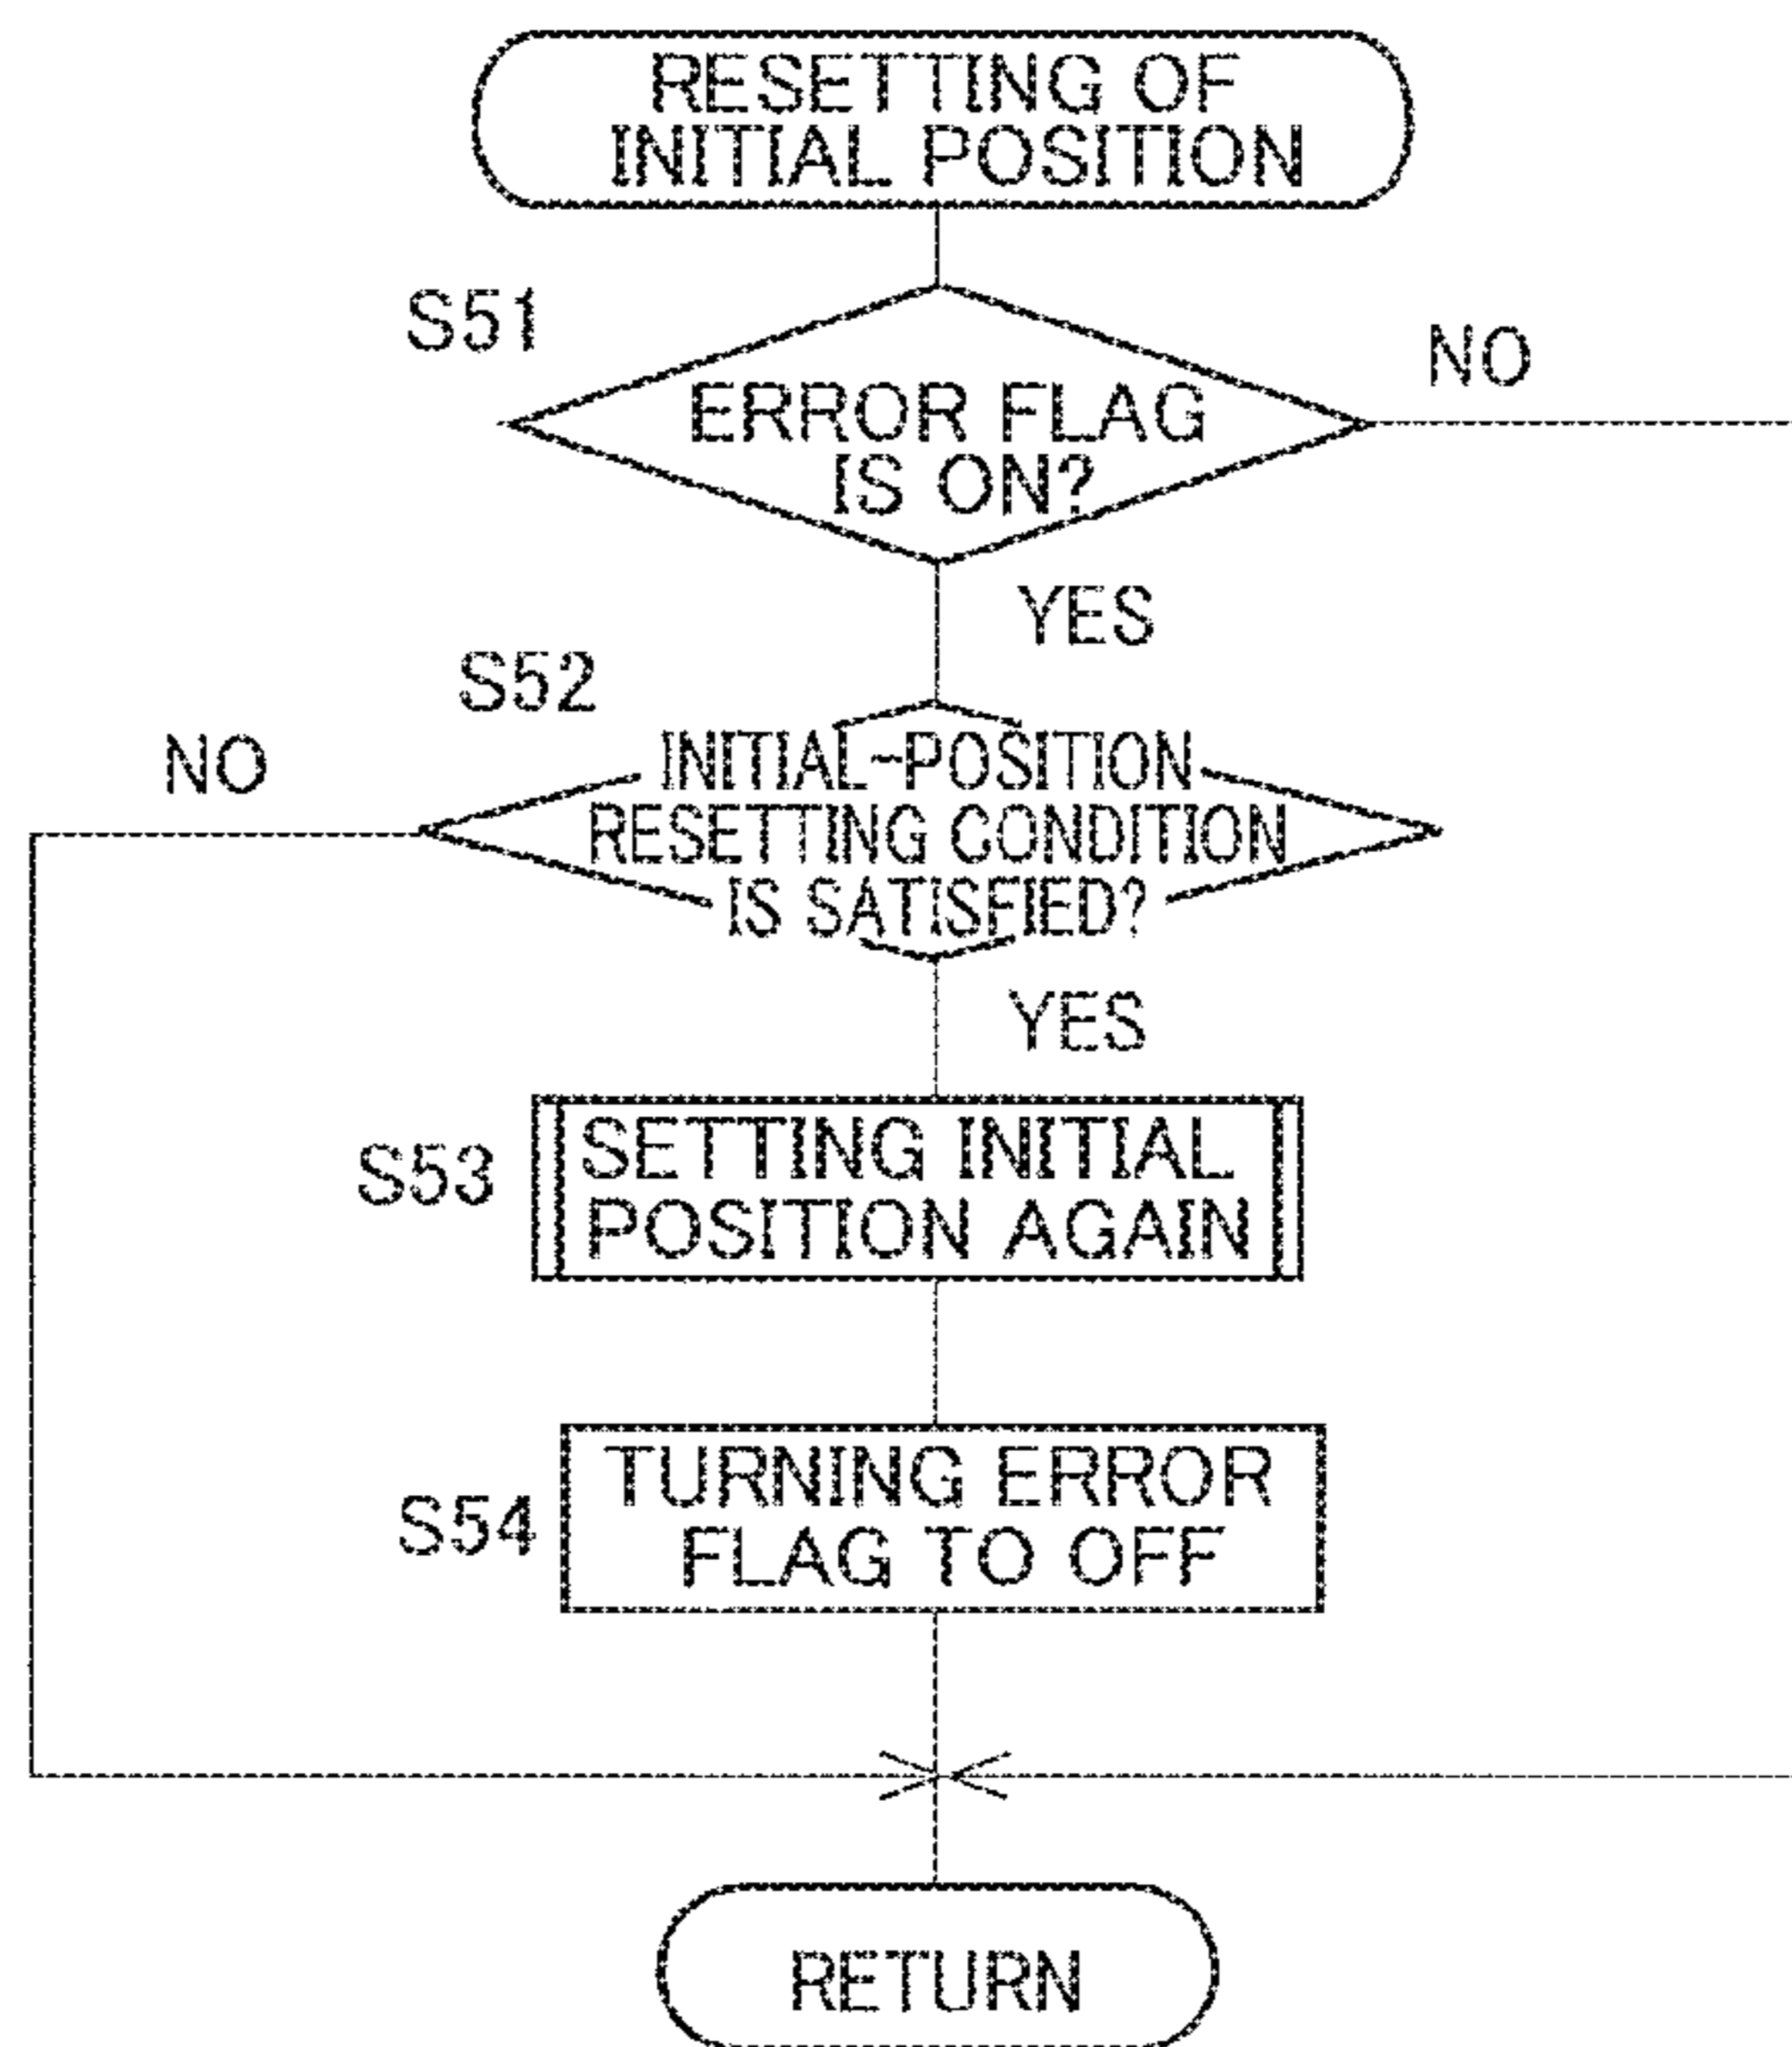 RESETTING OF
INITIAL POSITION
S51
NO
ERROR FLAG
IS ON?
YES
S52
NO
INITIAL-POSITION
RESETTING CONDITION
IS SATISFIED?
YES
S53
SETTING INITIAL
POSITION AGAIN
S54
TURNING ERROR
FLAG TO OFF
RETURN